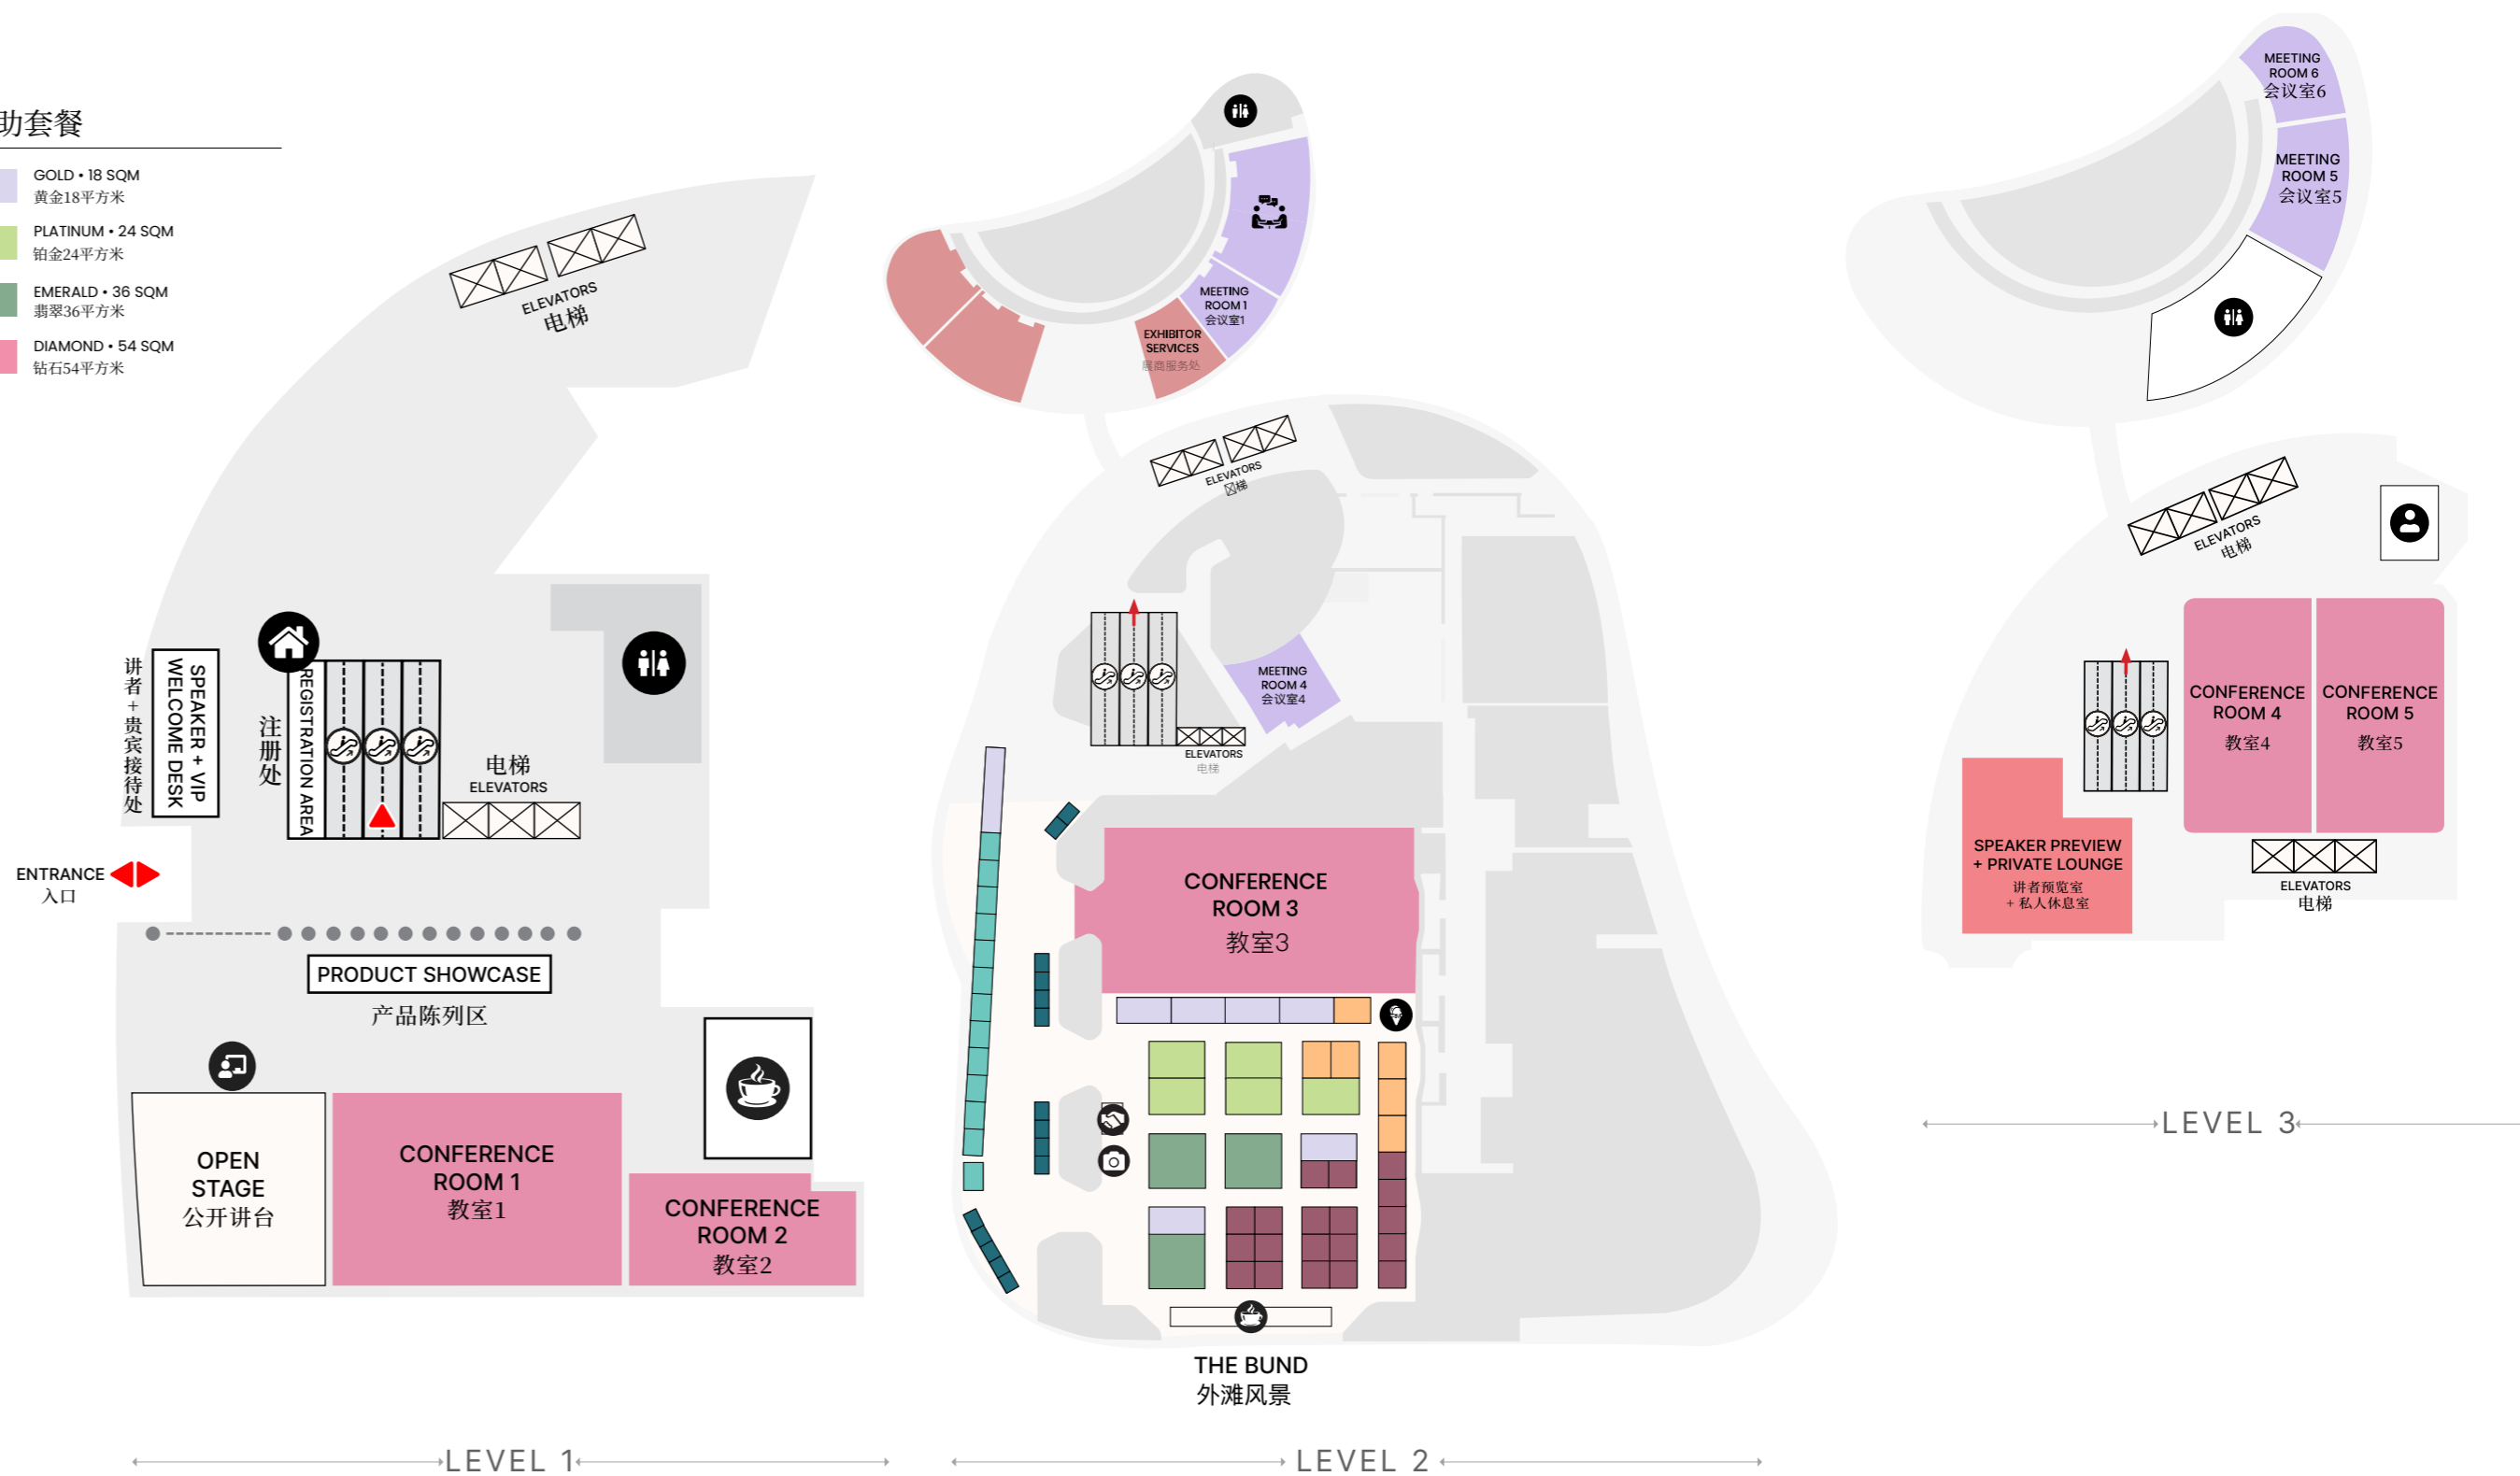 助套餐
GOLD • 18 SQM
黄金18平方米
PLATINUM • 24 SQM
铂金24平方米
EMERALD • 36 SQM
翡翠36平方米
DIAMOND • 54 SQM
钻石54平方米
ELEVATORS
电梯
讲者+贵宾接待处
SPEAKER + VIP
WELCOME DESK
注册处
REGISTRATION AREA
电梯
ELEVATORS
ENTRANCE
入口
PRODUCT SHOWCASE
产品陈列区
OPEN
STAGE
公开讲台
CONFERENCE
ROOM 1
教室1
CONFERENCE
ROOM 2
教室2
LEVEL 1
MEETING
ROOM 1
会议室1
EXHIBITOR
SERVICES
展商服务处
ELEVATORS
梯
MEETING
ROOM 4
会议室4
ELEVATORS
电梯
CONFERENCE
ROOM 3
教室3
THE BUND
外滩风景
LEVEL 2
MEETING
ROOM 6
会议室6
MEETING
ROOM 5
会议室5
ELEVATORS
电梯
CONFERENCE
ROOM 4
教室4
CONFERENCE
ROOM 5
教室5
SPEAKER PREVIEW
+ PRIVATE LOUNGE
讲者预览室
+ 私人休息室
ELEVATORS
电梯
LEVEL 3